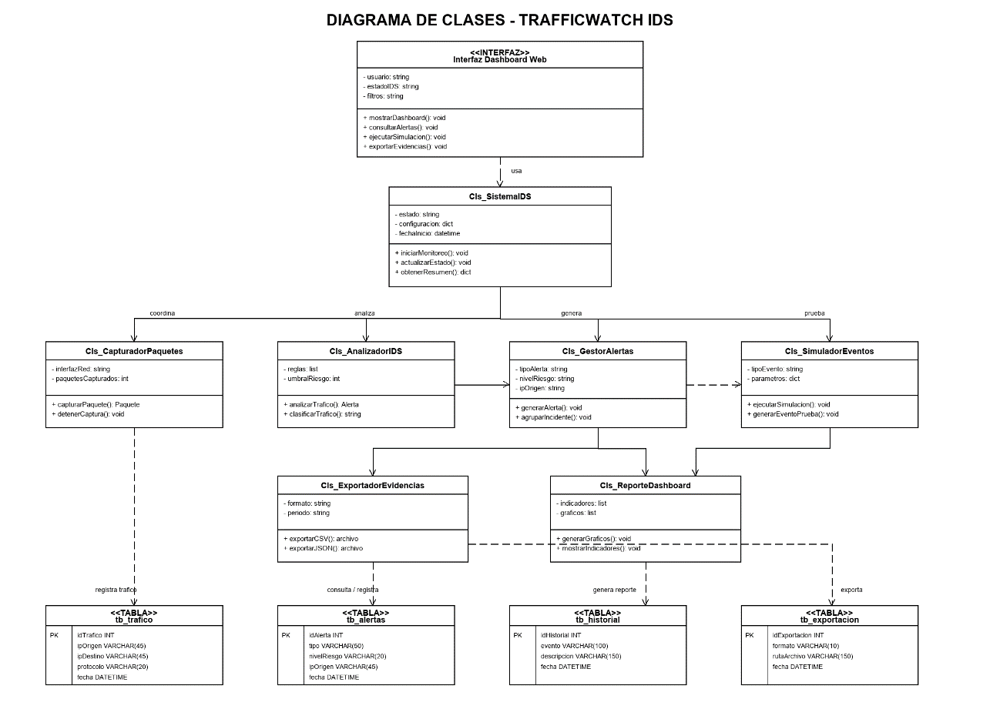 DIAGRAMA DE CLASES - TRAFFICWATCH IDS
<<INTERFAZ>>
Interfaz Dashboard Web
- usuario: string
- estadoIDS: string
- filtros: string
+ mostrarDashboard(): void
+ consultarAlertas(): void
+ ejecutarSimulacion(): void
+ exportarEvidencias(): void
usa
Cls_SistemaIDS
- estado: string
- configuracion: dict
- fechaInicio: datetime
+ iniciarMonitoreo(): void
+ actualizarEstado(): void
+ obtenerResumen(): dict
coordina
analiza
genera
prueba
Cls_CapturadorPaquetes
- interfazRed: string
- paquetesCapturados: int
+ capturarPaquete(): Paquete
+ detenerCaptura(): void
Cls_AnalizadorIDS
- reglas: list
- umbralRiesgo: int
+ analizarTrafico(): Alerta
+ clasificarTrafico(): string
Cls_GestorAlertas
- tipoAlerta: string
- nivelRiesgo: string
- ipOrigen: string
+ generarAlerta(): void
+ agruparIncidente(): void
Cls_SimuladorEventos
- tipoEvento: string
- parametros: dict
+ ejecutarSimulacion(): void
+ generarEventoPrueba(): void
Cls_ExportadorEvidencias
- formato: string
- periodo: string
+ exportarCSV(): archivo
+ exportarJSON(): archivo
Cls_ReporteDashboard
- indicadores: list
- graficos: list
+ generarGraficos(): void
+ mostrarIndicadores(): void
registra trafico
consulta / registra
genera reporte
exporta
<<TABLA>>
tb_trafico
PK
idTrafico INT
ipOrigen VARCHAR(45)
ipDestino VARCHAR(45)
protocolo VARCHAR(20)
fecha DATETIME
<<TABLA>>
tb_alertas
PK
idAlerta INT
tipo VARCHAR(50)
nivelRiesgo VARCHAR(20)
ipOrigen VARCHAR(45)
fecha DATETIME
<<TABLA>>
tb_historial
PK
idHistorial INT
evento VARCHAR(100)
descripcion VARCHAR(150)
fecha DATETIME
<<TABLA>>
tb_exportacion
PK
idExportacion INT
formato VARCHAR(10)
rutaArchivo VARCHAR(150)
fecha DATETIME